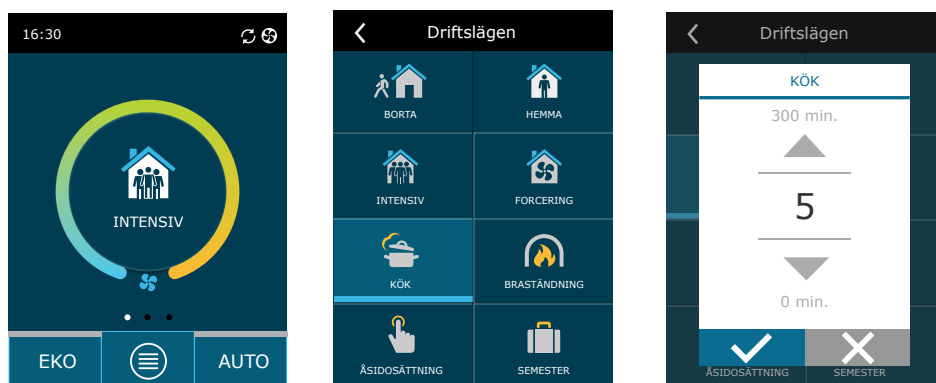 16:30
INTENSIV
EKO
AUTO
Driftslägen
BORTA
HEMMA
INTENSIV
FORCERING
KÖK
BRASTÄNDNING
ÅSIDOSÄTTNING
SEMESTER
Driftslägen
KÖK
300 min.
5
0 min.
ÅSIDOSÄTTNING
SEMESTER